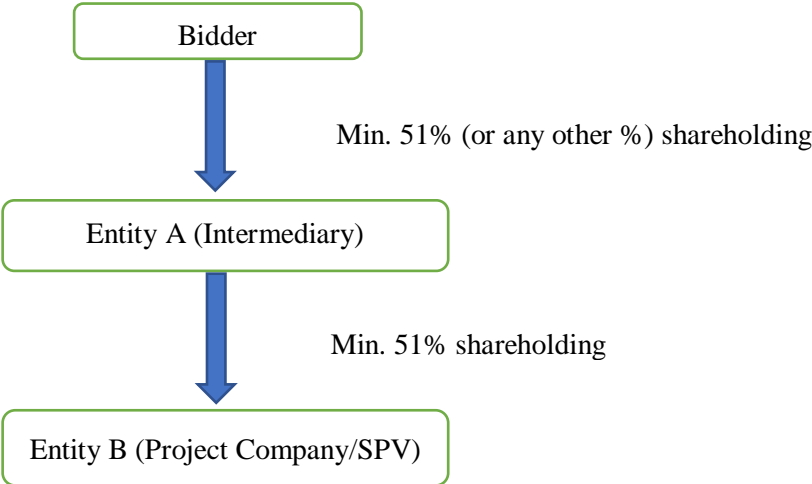 Bidder
Min. 51% (or any other %) shareholding
Entity A (Intermediary)
Min. 51% shareholding
Entity B (Project Company/SPV)